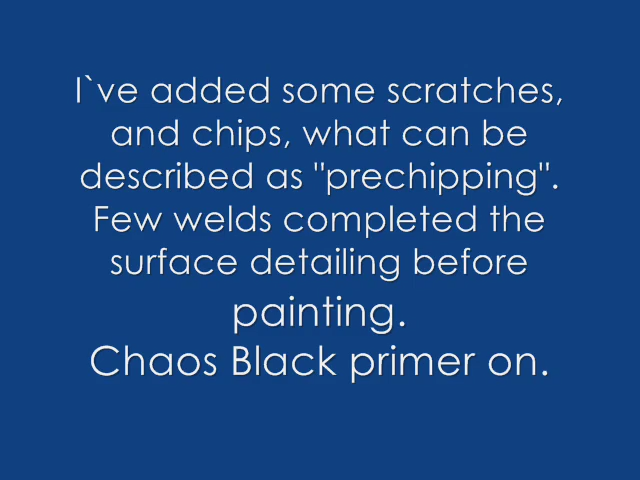 I`ve added some scratches,
and chips, what can be
described as "prechipping".
Few welds completed the
surface detailing before
painting.
Chaos Black primer on.